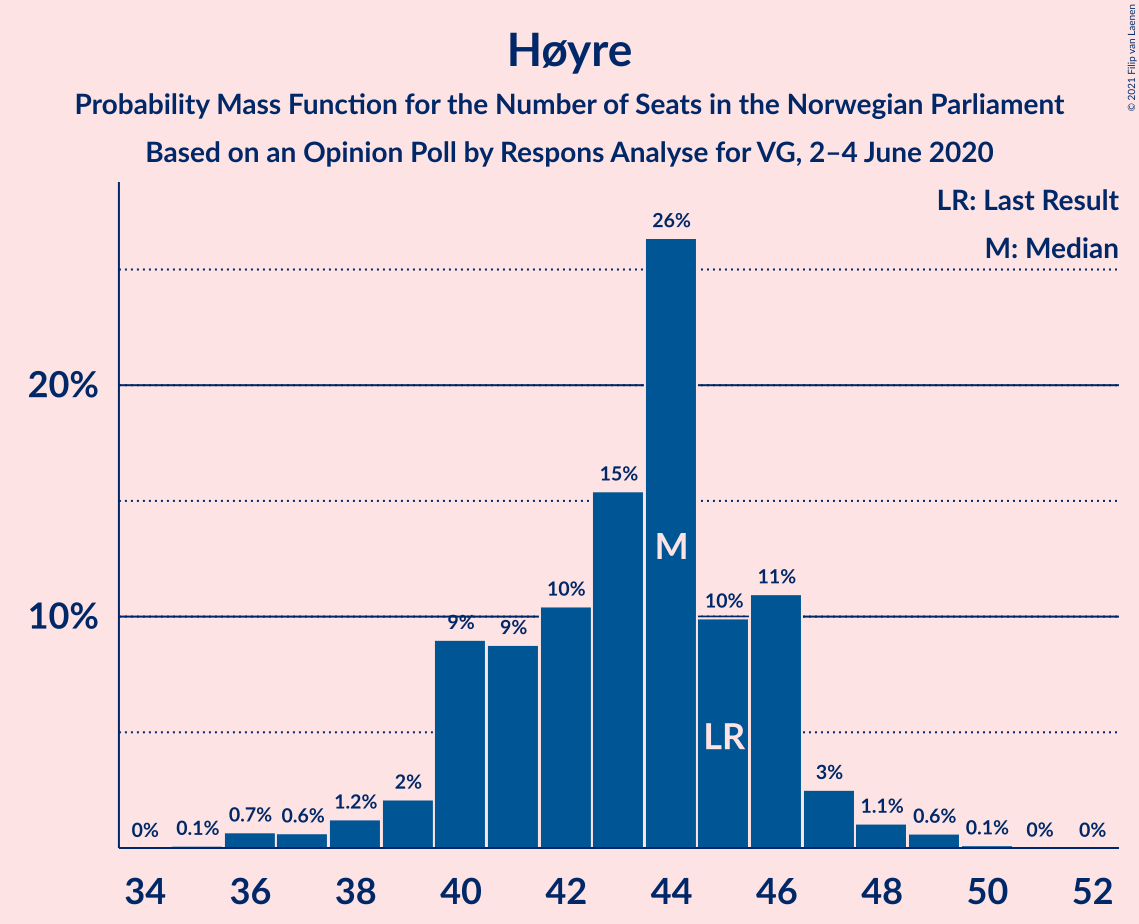 Høyre
Probability Mass Function for the Number of Seats in the Norwegian Parliament
Based on an Opinion Poll by Respons Analyse for VG, 2–4 June 2020
© 2021 Filip van Laenen
LR: Last Result
M: Median
26%
20%
15%
M
11%
10%
10%
10%
9%
9%
LR
3%
2%
1.2%
1.1%
0.7%
0.6%
0.6%
0.1%
0.1%
0%
0%
0%
34 36 38 40 42 44 46 48 50 52